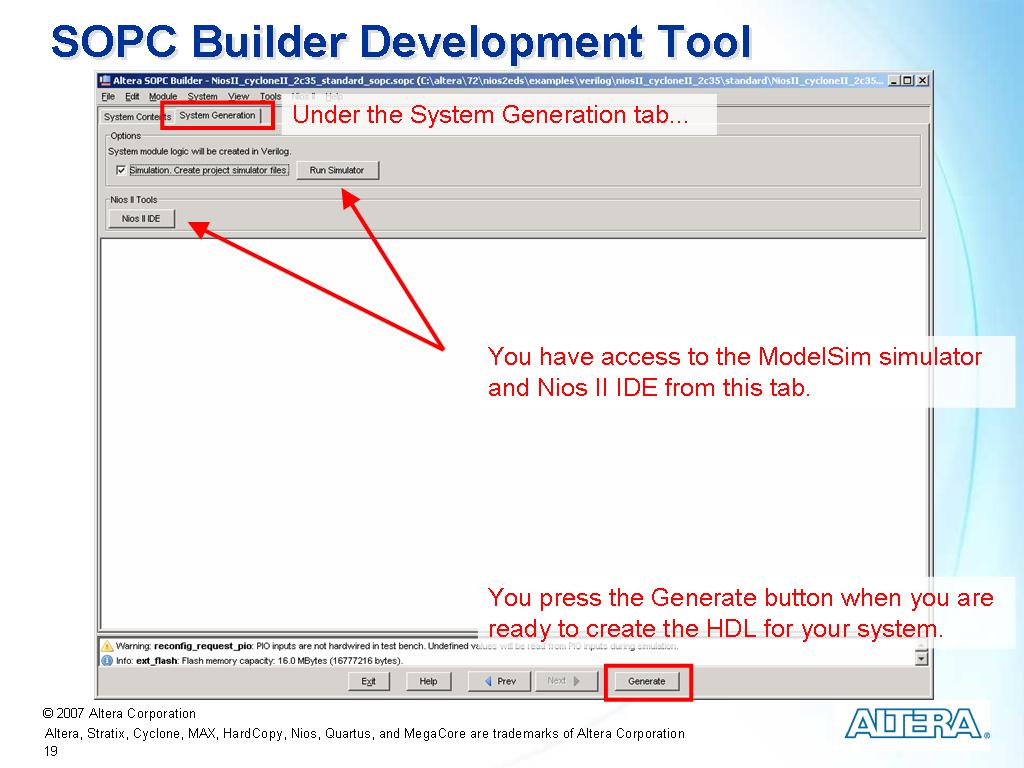 SOPC Builder Development Tool
Altera SOPC Builder - NiosII_cycloneII_2c35_standard_sopc.sopc (C:\altera\72\nios2eds\examples\verilog\niosII_cycloneII_2c35\standard\NiosII_cycloneII_2c35...
File Edit Module System View Tools Nios II Help
System Contents System Generation
Under the System Generation tab...
Options
System module logic will be created in Verilog.
Simulation. Create project simulator files. Run Simulator
Nios II Tools
Nios II IDE
You have access to the ModelSim simulator
and Nios II IDE from this tab.
You press the Generate button when you are
ready to create the HDL for your system.
Warning: reconfig_request_pio: PIO inputs are not hardwired in test bench. Undefined values will be read from PIO inputs during simulation.
Info: ext_flash: Flash memory capacity: 16.0 MBytes (16777216 bytes).
Exit Help Prev Next Generate
© 2007 Altera Corporation
Altera, Stratix, Cyclone, MAX, HardCopy, Nios, Quartus, and MegaCore are trademarks of Altera Corporation
19
ALTERA®